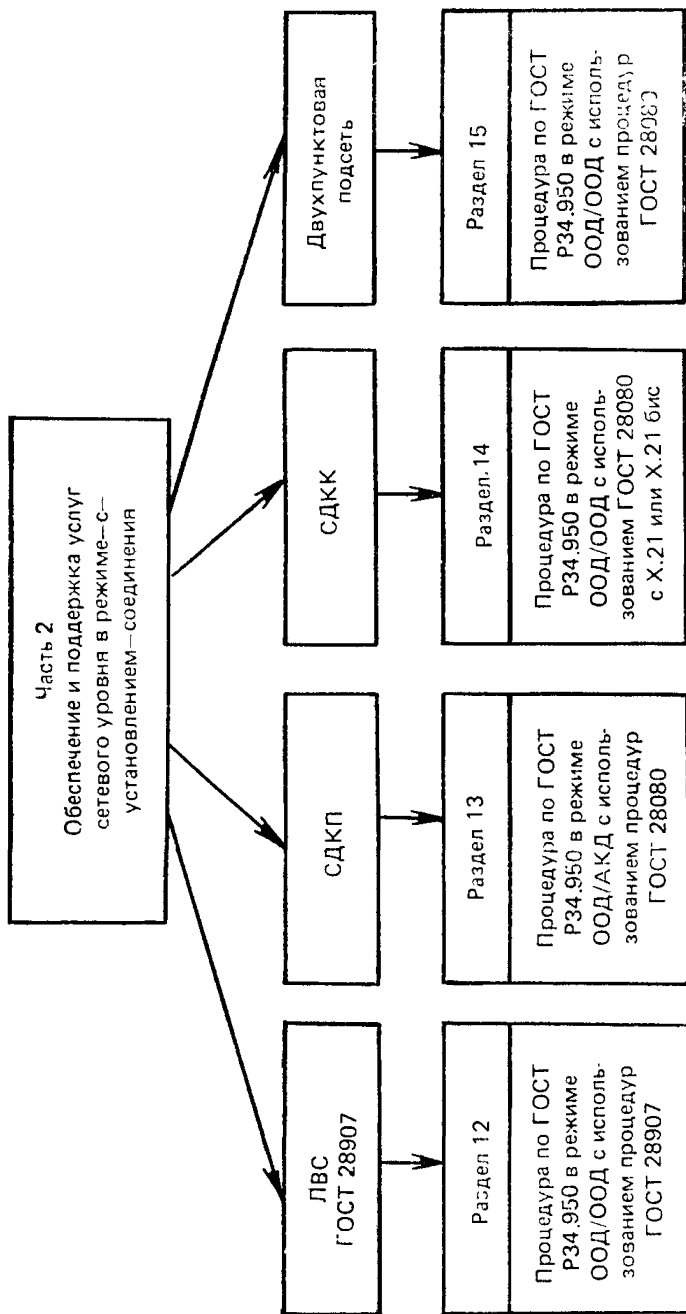 Часть 2
Обеспечение и поддержка услуг
сетевого уровня в режиме—с—
установлением—соединения
ЛВС
ГОСТ 28907
СДКП
СДКК
Двухпунктовая
подсеть
Раздел 12
Процедура по ГОСТ
Р34.950 в режиме
ООД/ООД с исполь-
зованием процедур
ГОСТ 28907
Раздел 13
Процедура по ГОСТ
Р34.950 в режиме
ООД/АКД с исполь-
зованием процедур
ГОСТ 28080
Раздел.14
Процедура по ГОСТ
Р34.950 в режиме
ООД/ООД с исполь-
зованием ГОСТ 28080
с X.21 или X.21 бис
Раздел 15
Процедура по ГОСТ
Р34.950 в режиме
ООД/ООД с исполь-
зованием процедур
ГОСТ 28080